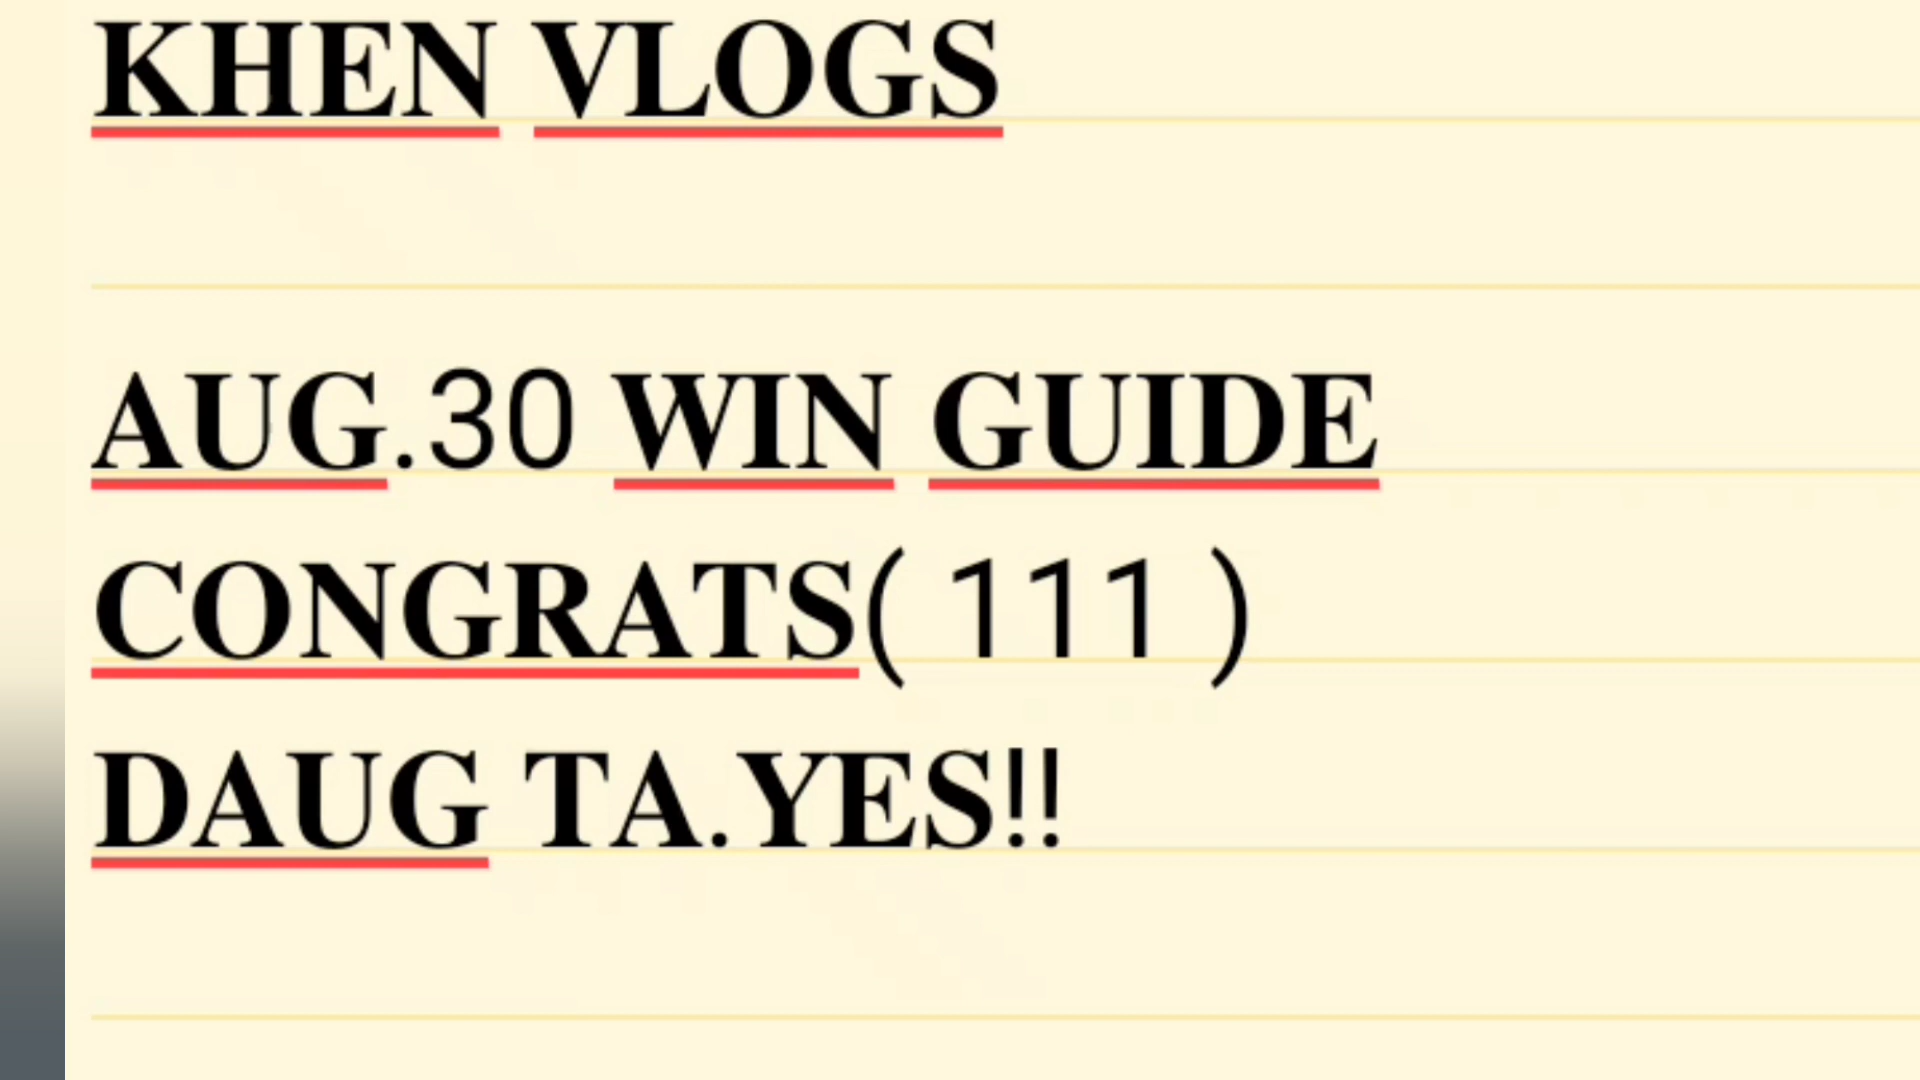 KHEN VLOGS
AUG.30 WIN GUIDE
CONGRATS( 111 )
DAUG TA.YES!!